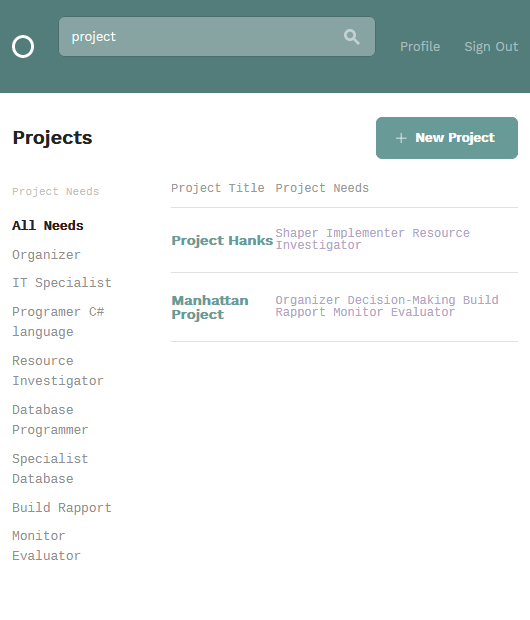 project
Profile
Sign Out
Projects
New Project
Project Needs
All Needs
Organizer
IT Specialist
Programer C#
language
Resource
Investigator
Database
Programmer
Specialist
Database
Build Rapport
Monitor
Evaluator
Project Title
Project Needs
Project Hanks
Shaper Implementer Resource
Investigator
Manhattan
Project
Organizer Decision-Making Build
Rapport Monitor Evaluator